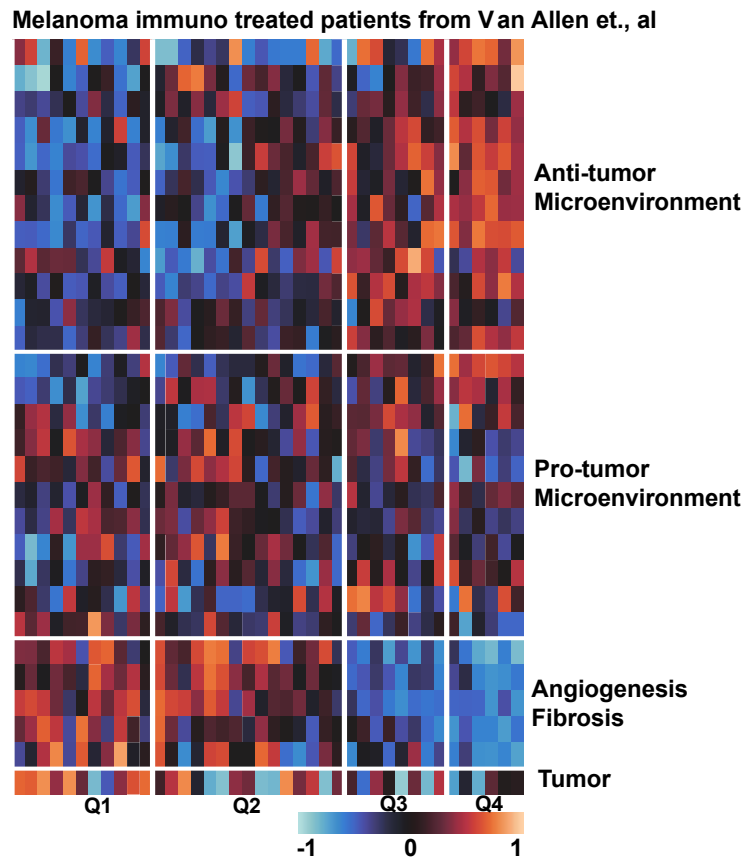 Melanoma immuno treated patients from Van Allen et., al
Anti-tumor
Microenvironment
Pro-tumor
Microenvironment
Angiogenesis
Fibrosis
Tumor
Q1 Q2 Q3 Q4
-1 0 1